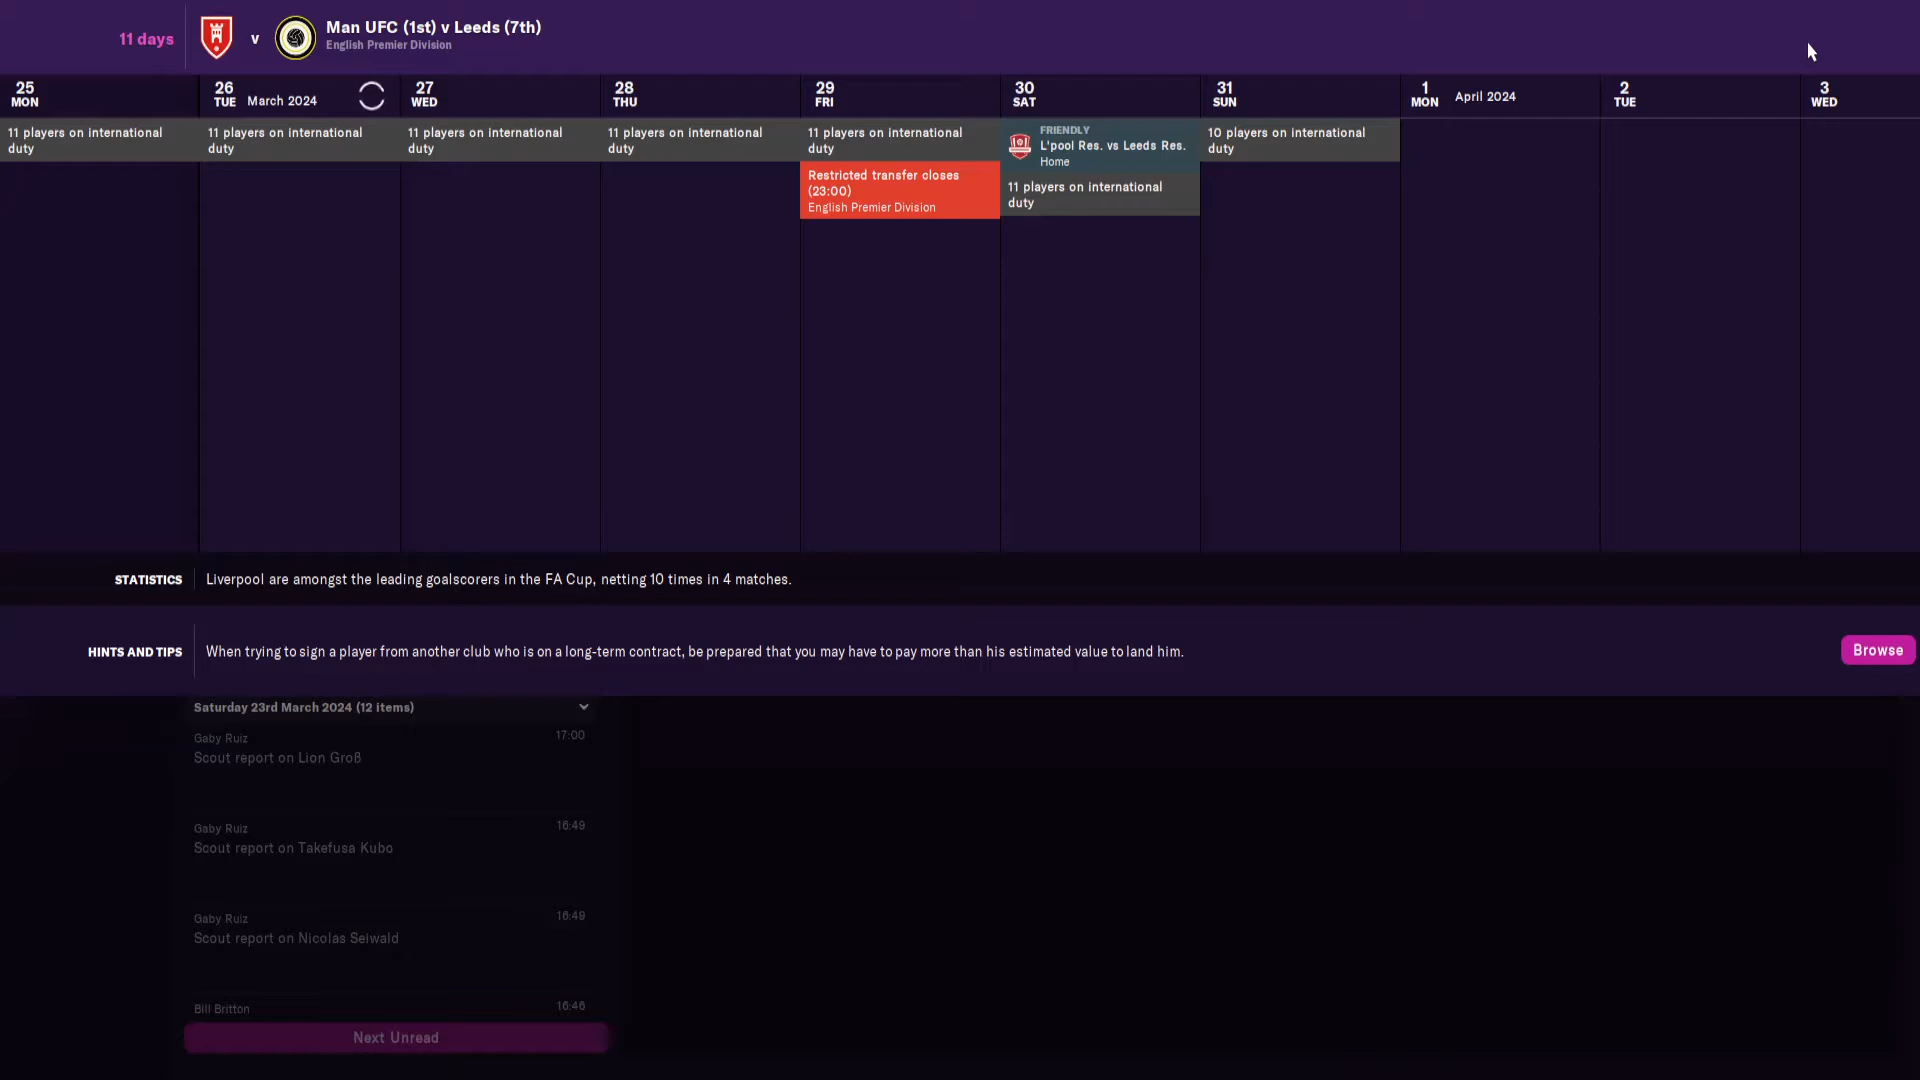 11 days
v
Man UFC (1st) v Leeds (7th)
English Premier Division
25
MON
26
TUE March 2024
27
WED
28
THU
29
FRI
30
SAT
31
SUN
1
MON April 2024
2
TUE
3
WED
11 players on international
duty
11 players on international
duty
11 players on international
duty
11 players on international
duty
11 players on international
duty
Restricted transfer closes
(23:00)
English Premier Division
FRIENDLY
L'pool Res. vs Leeds Res.
Home
11 players on international
duty
10 players on international
duty
STATISTICS Liverpool are amongst the leading goalscorers in the FA Cup, netting 10 times in 4 matches.
HINTS AND TIPS When trying to sign a player from another club who is on a long-term contract, be prepared that you may have to pay more than his estimated value to land him.
Browse
Saturday 23rd March 2024 (12 items)
Gaby Ruiz 17:00
Scout report on Lion Groß
Gaby Ruiz 16:49
Scout report on Takefusa Kubo
Gaby Ruiz 16:49
Scout report on Nicolas Seiwald
Bill Britton 16:46
Next Unread